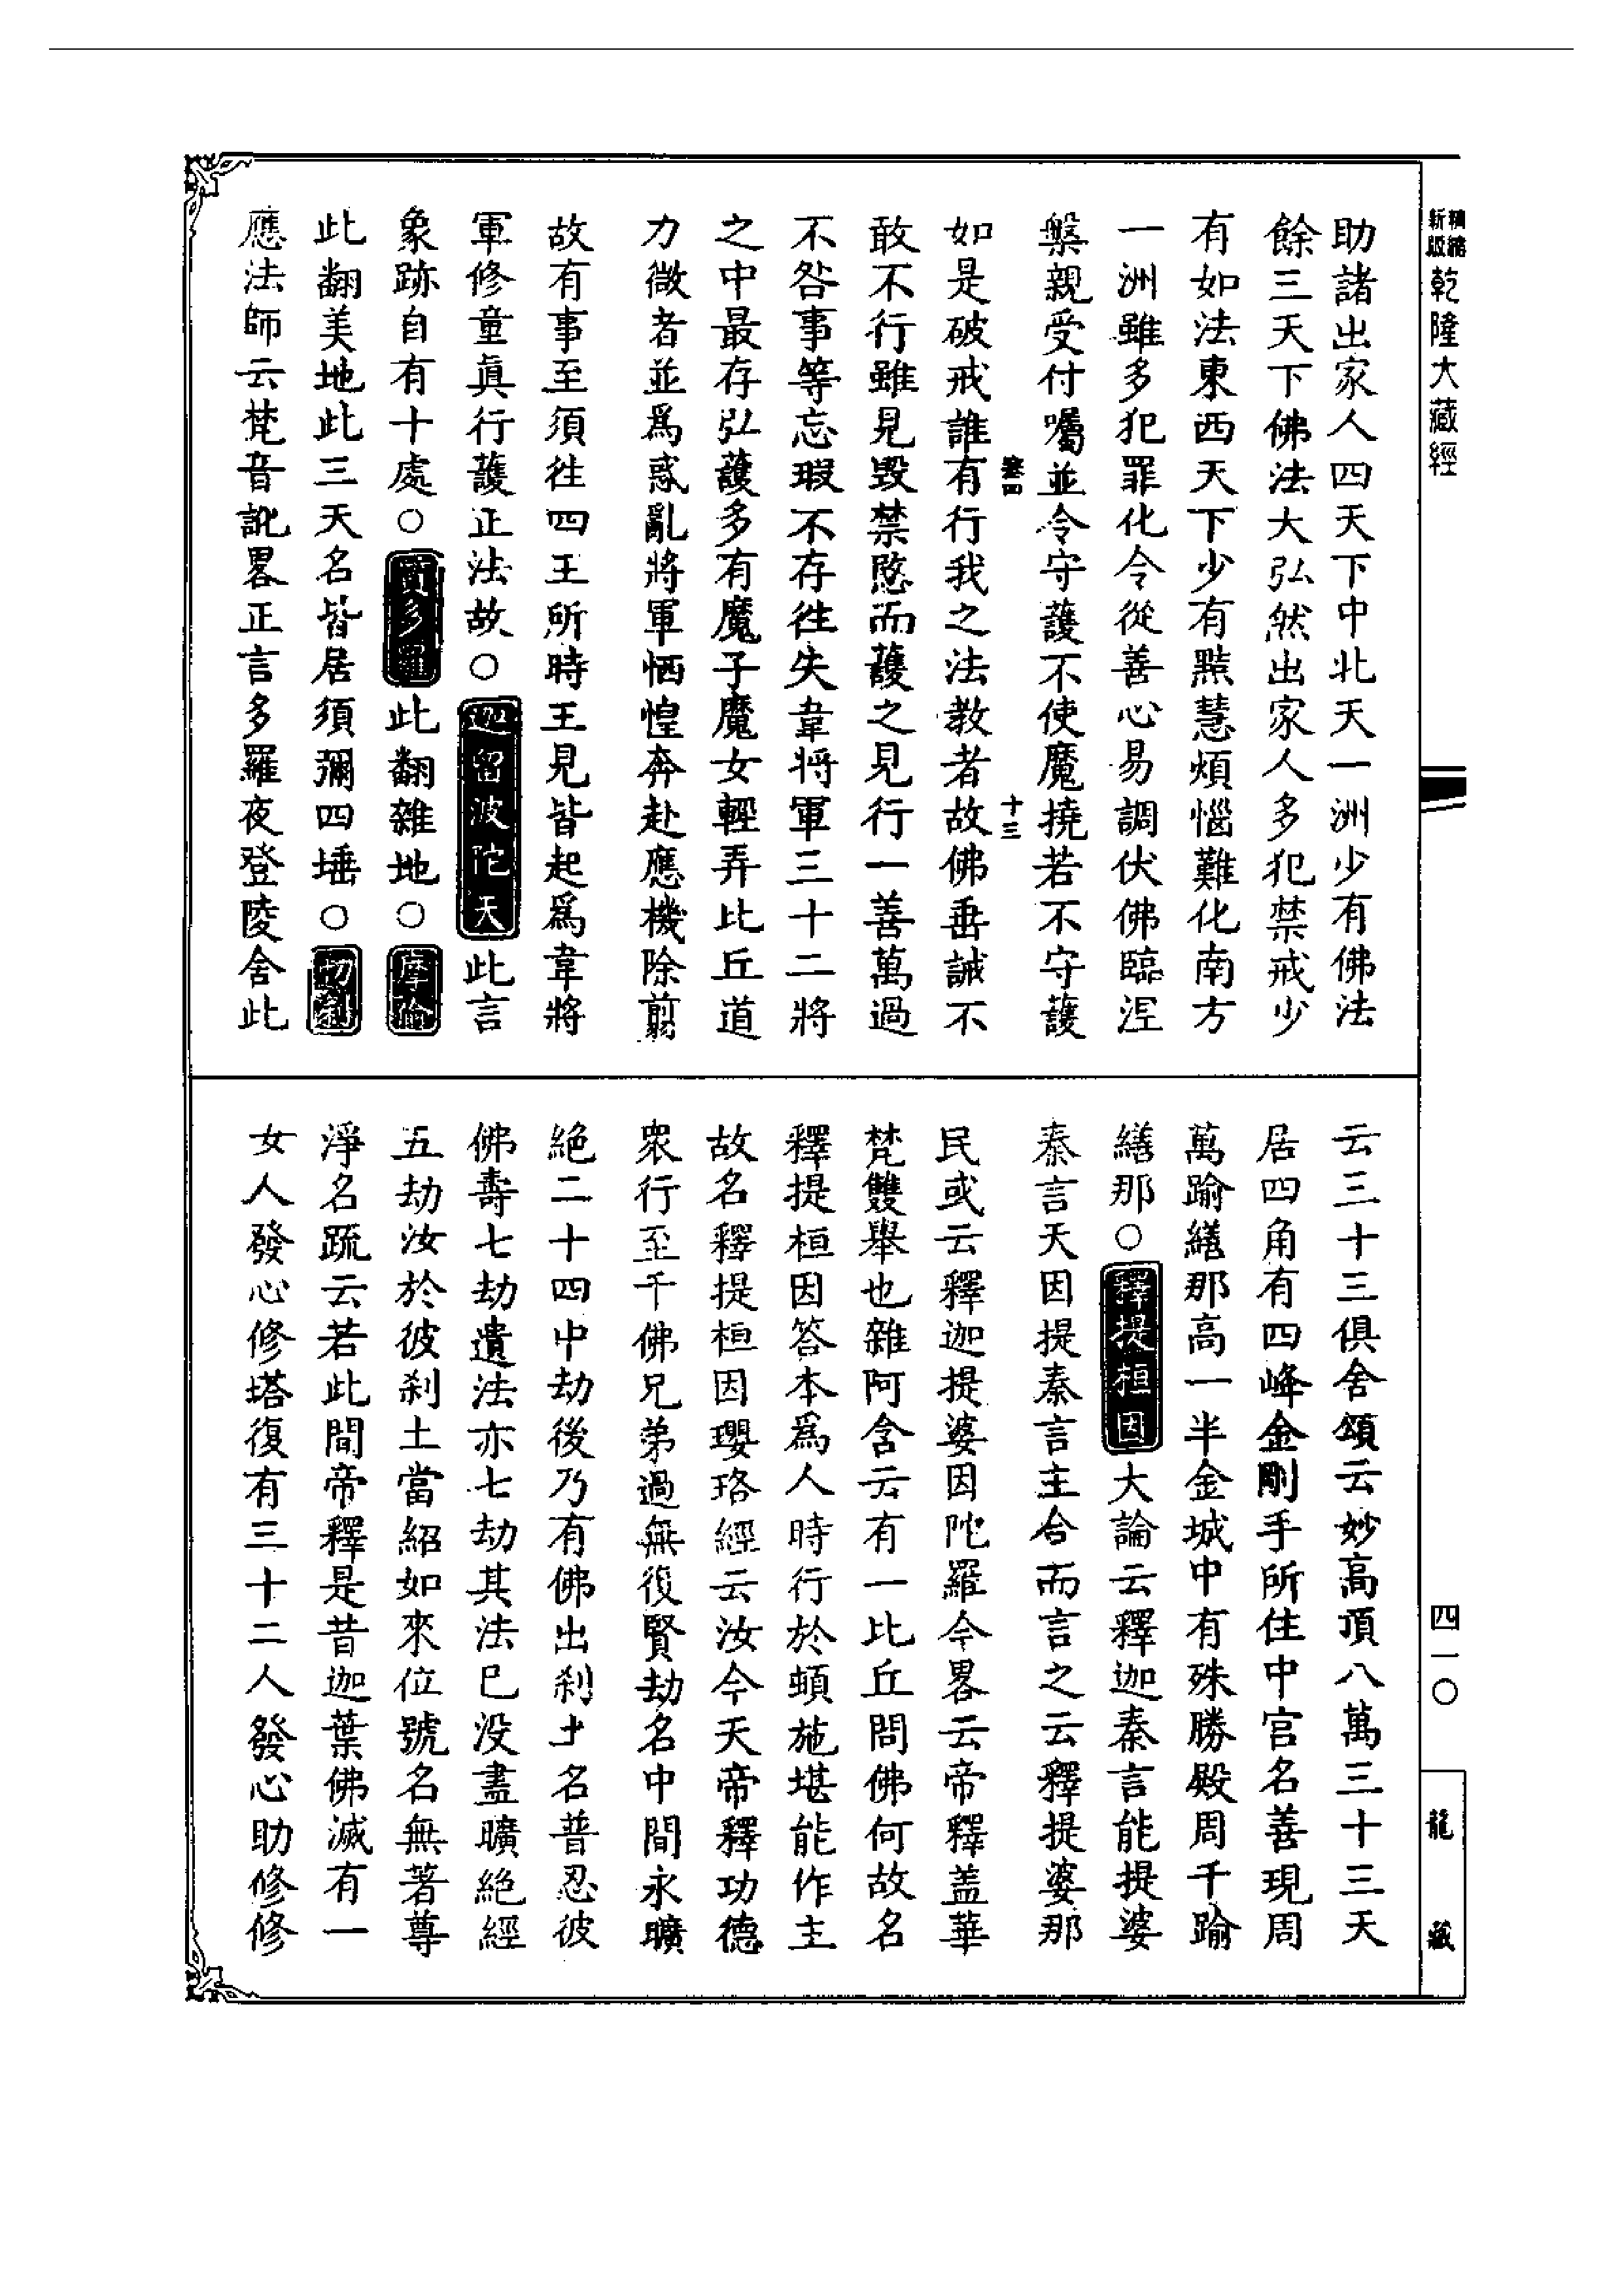 精縮新版乾隆大藏經
助諸出家人四天下中北天一洲少有佛法
餘三天下佛法大弘然出家人多犯禁戒少
有如法東西天下少有黠慧煩惱難化南方
一洲雖多犯罪化令從善心易調伏佛臨涅
槃親受付囑並令守護不使魔撓若不守護
卷四 十三
如是破戒誰有行我之法教者故佛垂誡不
敢不行雖見毀禁愍而護之見行一善萬過
不咎事等忘瑕不存往失韋將軍三十二將
之中最存弘護多有魔子魔女輕弄比丘道
力微者並為惑亂將軍恓惶奔赴應機除翦
故有事至須往四王所時王見皆起為韋將
軍修童真行護正法故○迦留波陀天此言
象跡自有十處○質多羅此翻雜地○摩偷
此翻美地此三天名皆居須彌四埵○忉利
應法師云梵音訛畧正言多羅夜登陵舍此
云三十三俱舍頌云妙高頂八萬三十三天
居四角有四峰金剛手所住中宮名善現周
萬踰繕那高一半金城中有殊勝殿周千踰
繕那○釋提桓因大論云釋迦秦言能提婆
秦言天因提秦言主合而言之云釋提婆那
民或云釋迦提婆因陀羅今畧云帝釋蓋華
梵雙舉也雜阿含云有一比丘問佛何故名
釋提桓因答本為人時行於頓施堪能作主
故名釋提桓因瓔珞經云汝今天帝釋功德
眾行至千佛兄弟過無復賢劫名中間永曠
絕二十四中劫後乃有佛出剎土名普忍彼
佛壽七劫遺法亦七劫其法已没盡曠絕經
五劫汝於彼剎土當紹如來位號名無著尊
淨名疏云若此間帝釋是昔迦葉佛滅有一
女人發心修塔復有三十二人發心助修修
四一〇
龍藏